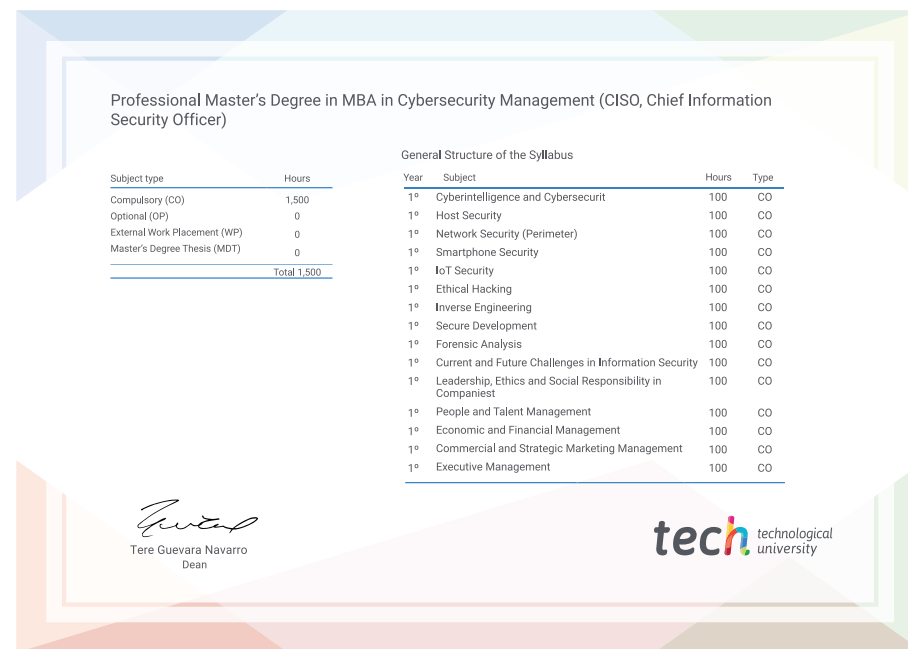 Professional Master's Degree in MBA in Cybersecurity Management (CISO, Chief Information
Security Officer)
Subject type Hours
Compulsory (CO) 1,500
Optional (OP) 0
External Work Placement (WP) 0
Master's Degree Thesis (MDT) 0
Total 1,500
General Structure of the Syllabus
Year Subject Hours Type
1º Cyberintelligence and Cybersecurit 100 CO
1º Host Security 100 CO
1º Network Security (Perimeter) 100 CO
1º Smartphone Security 100 CO
1º IoT Security 100 CO
1º Ethical Hacking 100 CO
1º Inverse Engineering 100 CO
1º Secure Development 100 CO
1º Forensic Analysis 100 CO
1º Current and Future Challenges in Information Security 100 CO
1º Leadership, Ethics and Social Responsibility in 100 CO
Companiest
1º People and Talent Management 100 CO
1º Economic and Financial Management 100 CO
1º Commercial and Strategic Marketing Management 100 CO
1º Executive Management 100 CO
Tere Guevara Navarro
Dean
tech technological
university